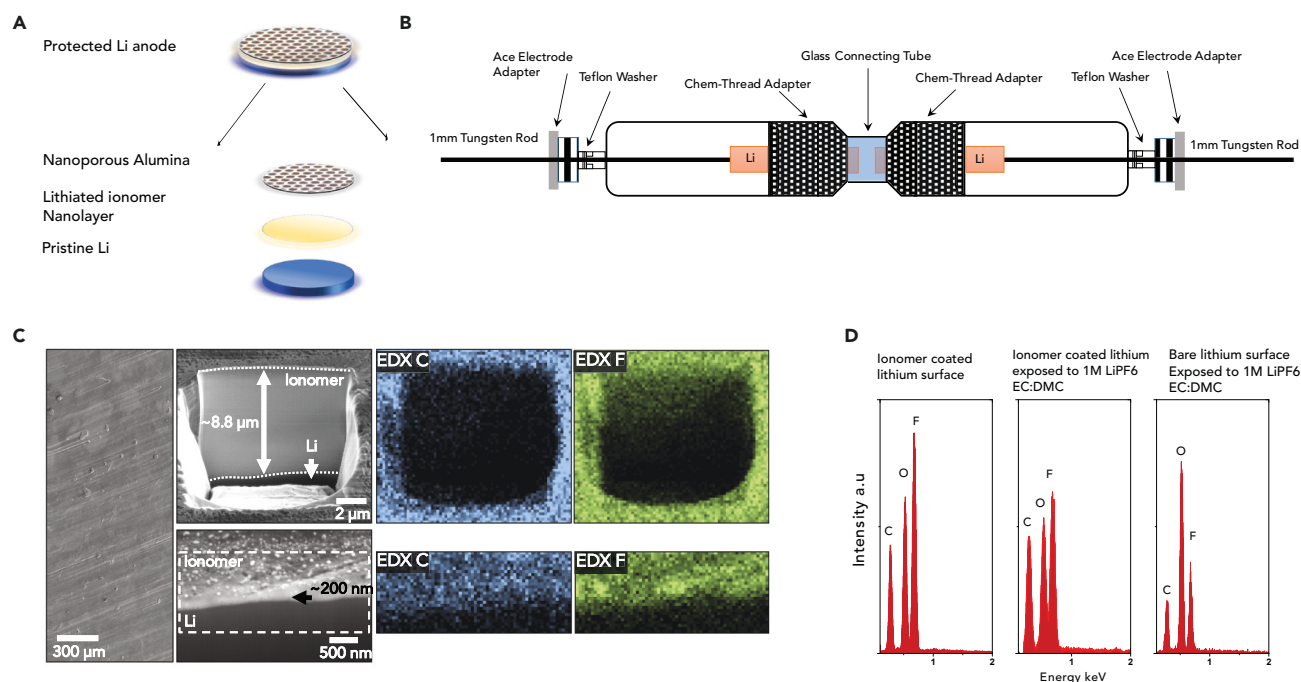 A
Protected Li anode
Nanoporous Alumina
Lithiated ionomer
Nanolayer
Pristine Li
B
Ace Electrode
Adapter
Teflon Washer
Chem-Thread Adapter
Glass Connecting Tube
Chem-Thread Adapter
Teflon Washer
Ace Electrode Adapter
1mm Tungsten Rod
Li
Li
1mm Tungsten Rod
C
300 µm
Ionomer
~8.8 µm
Li
2 µm
EDX C
EDX F
Ionomer
~200 nm
Li
500 nm
EDX C
EDX F
D
Ionomer coated
lithium surface
Ionomer coated lithium
exposed to 1M LiPF6
EC:DMC
Bare lithium surface
Exposed to 1M LiPF6
EC:DMC
Intensity a.u
C
O
F
1
2
C
O
F
1
2
C
O
F
1
2
Energy keV